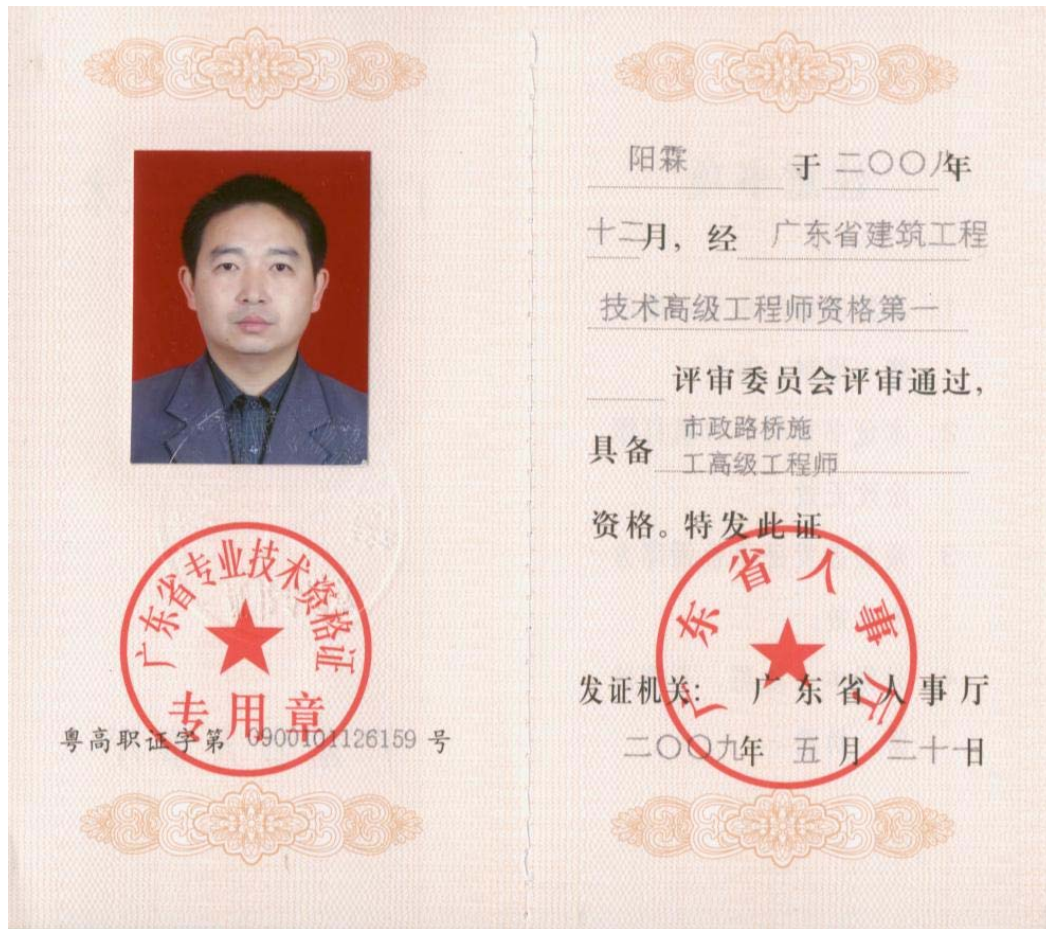 广东省专业技术资格证
专用章
粤高职证字第 0900101126159 号
阳霖 于 二〇〇八年
十二月，经 广东省建筑工程
技术高级工程师资格第一
评审委员会评审通过，
具备 市政路桥施
工高级工程师
资格。特发此证
广东省人事厅
发证机关： 广东省人事厅
二〇〇九年 五月 二十一日